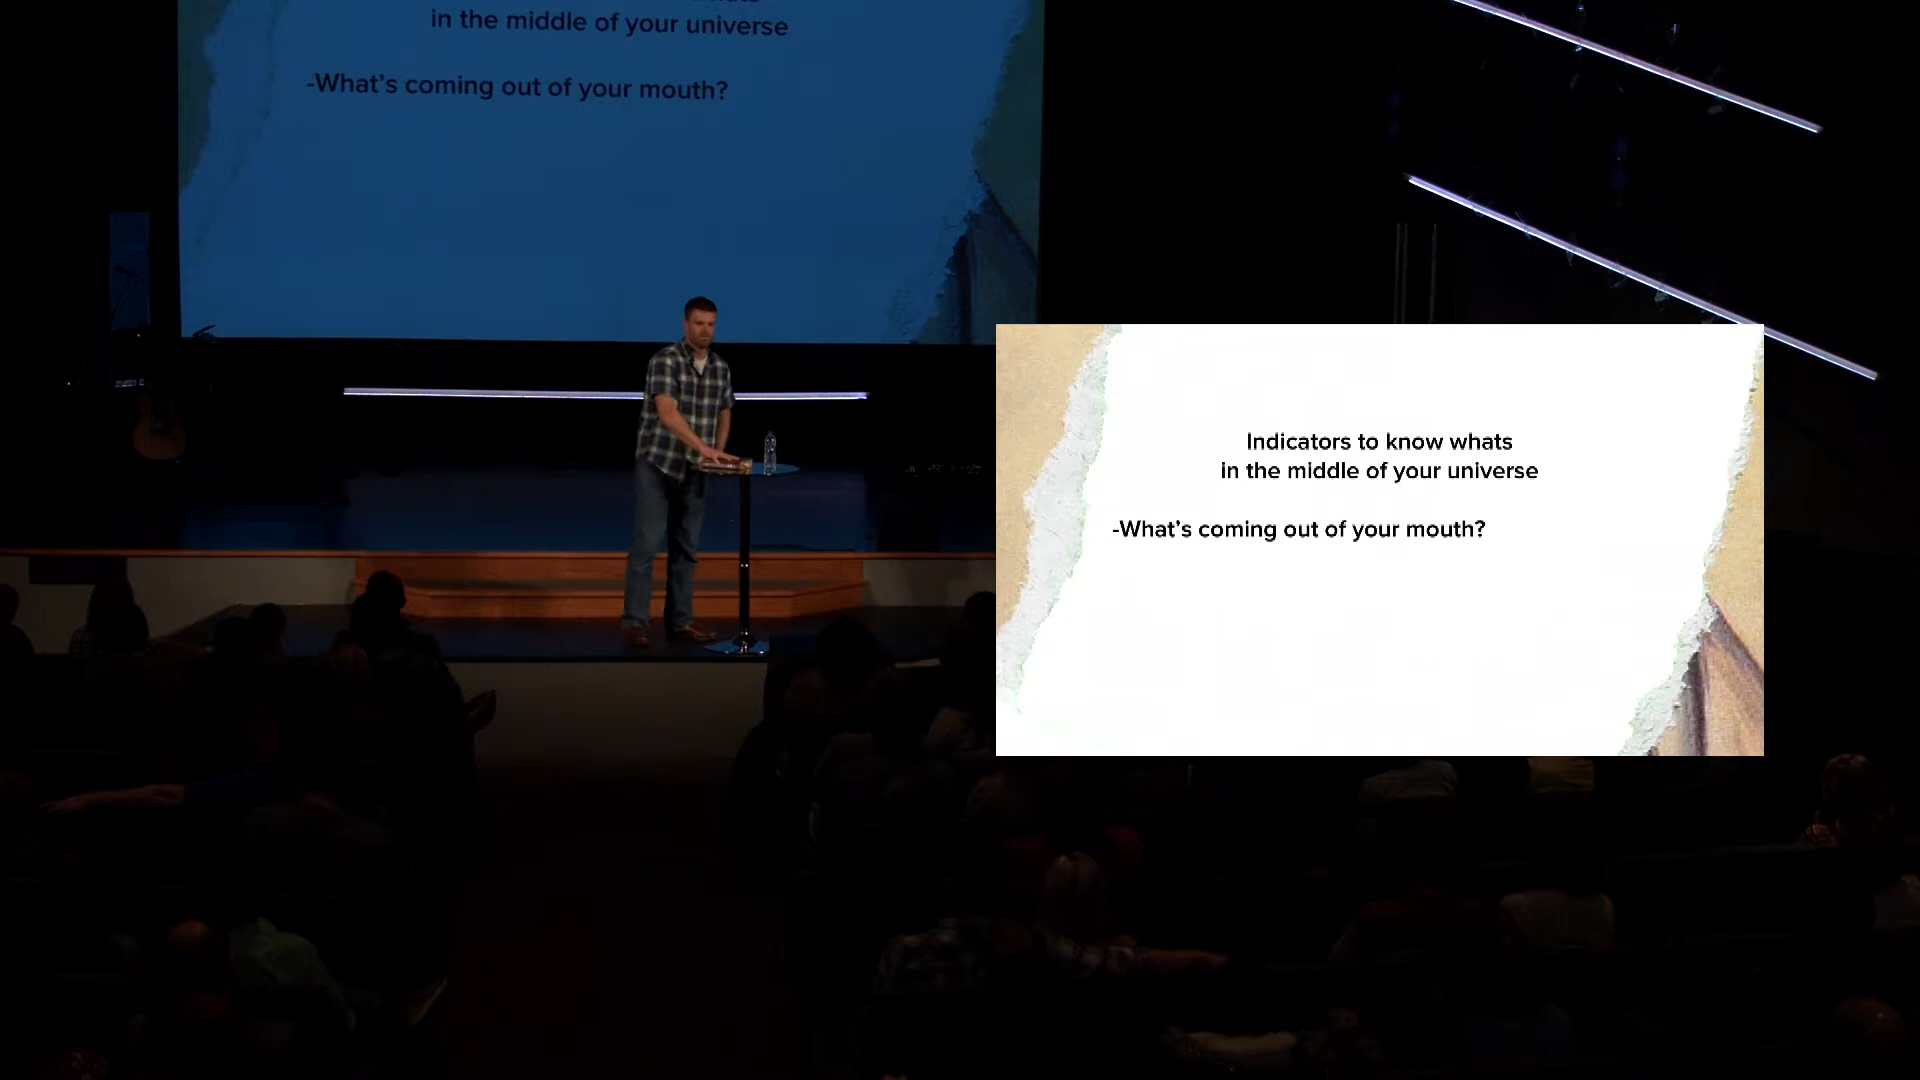 in the middle of your universe
-What's coming out of your mouth?
Indicators to know whats
in the middle of your universe
-What's coming out of your mouth?